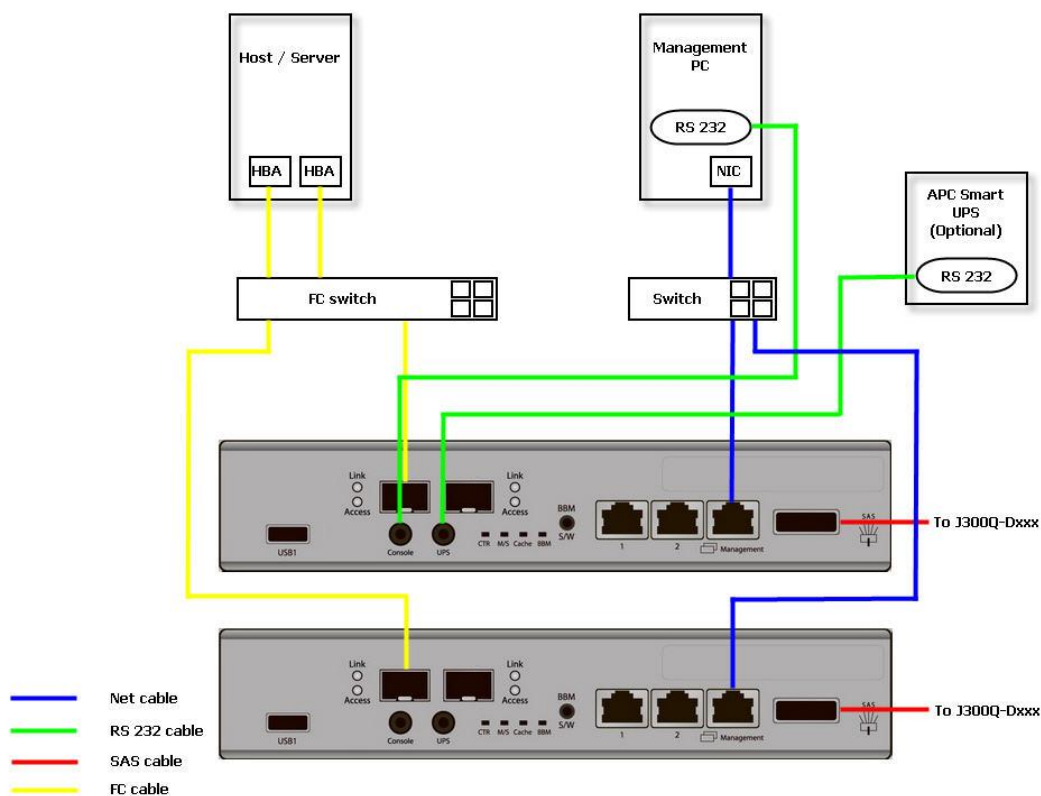 Host / Server
HBA
HBA
Management
PC
RS 232
NIC
APC Smart
UPS
(Optional)
RS 232
FC switch
Switch
Link
Access
Link
Access
USB1
Console
UPS
CTR M/S Cache BBM
BBM
S/W
1
2
Management
SAS
To J300Q-Dxxx
Link
Access
Link
Access
USB1
Console
UPS
CTR M/S Cache BBM
BBM
S/W
1
2
Management
SAS
To J300Q-Dxxx
Net cable
RS 232 cable
SAS cable
FC cable